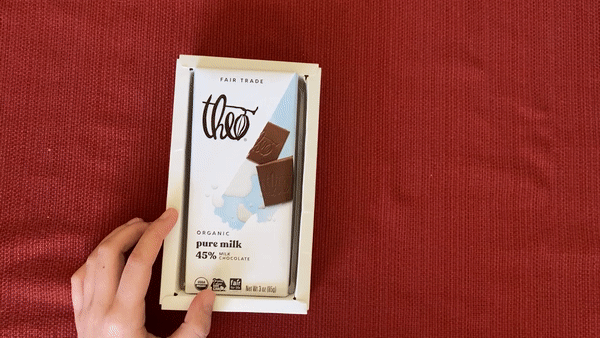 FAIR TRADE
theo
ORGANIC
pure milk
45% MILK
CHOCOLATE
Net Wt. 3 oz (85g)